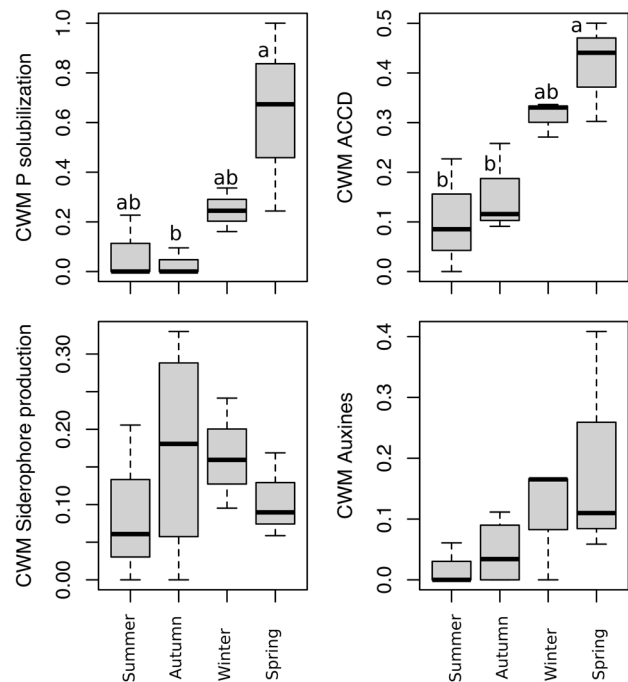 CWM P solubilization
0.0 0.2 0.4 0.6 0.8 1.0
ab
b
ab
a
CWM ACCD
0.0 0.1 0.2 0.3 0.4 0.5
b
b
ab
a
CWM Siderophore production
0.00 0.10 0.20 0.30
Summer
Autumn
Winter
Spring
CWM Auxines
0.0 0.1 0.2 0.3 0.4
Summer
Autumn
Winter
Spring